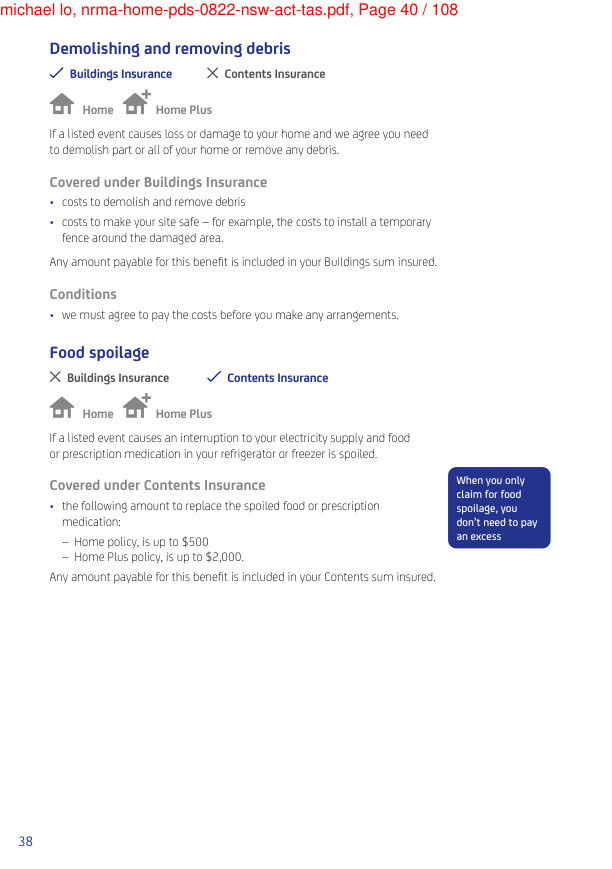 michael lo, nrma-home-pds-0822-nsw-act-tas.pdf, Page 40 / 108
Demolishing and removing debris
Buildings Insurance Contents Insurance
Home Home Plus
If a listed event causes loss or damage to your home and we agree you need
to demolish part or all of your home or remove any debris.
Covered under Buildings Insurance
• costs to demolish and remove debris
• costs to make your site safe – for example, the costs to install a temporary
fence around the damaged area.
Any amount payable for this benefit is included in your Buildings sum insured.
Conditions
• we must agree to pay the costs before you make any arrangements.
Food spoilage
Buildings Insurance Contents Insurance
Home Home Plus
If a listed event causes an interruption to your electricity supply and food
or prescription medication in your refrigerator or freezer is spoiled.
Covered under Contents Insurance
• the following amount to replace the spoiled food or prescription
medication:
– Home policy, is up to $500
– Home Plus policy, is up to $2,000.
Any amount payable for this benefit is included in your Contents sum insured.
When you only
claim for food
spoilage, you
don't need to pay
an excess
38